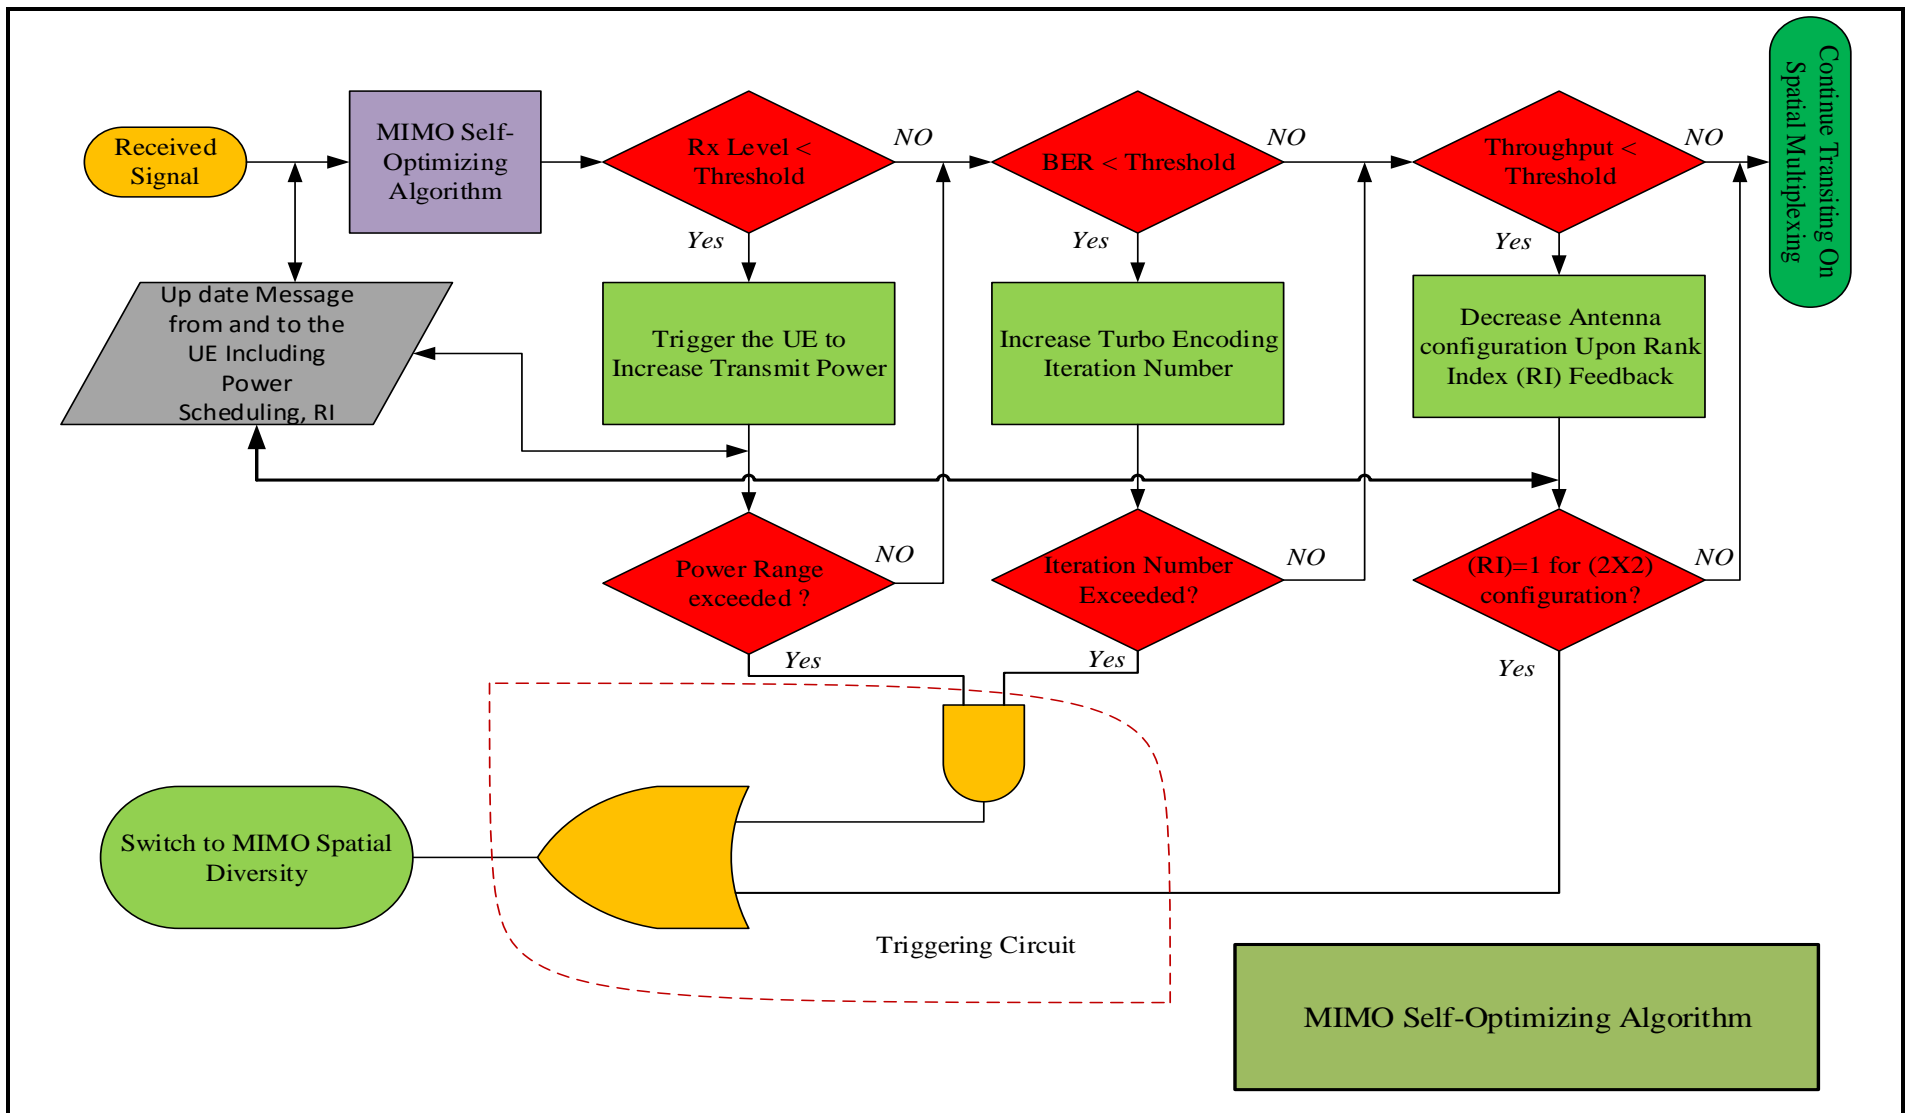 Received
Signal
MIMO Self-
Optimizing
Algorithm
Rx Level <
Threshold
NO
BER < Threshold
NO
Throughput <
Threshold
NO
Continue Transiting On
Spatial Multiplexing
Yes
Yes
Yes
Up date Message
from and to the
UE Including
Power
Scheduling, RI
Trigger the UE to
Increase Transmit Power
Increase Turbo Encoding
Iteration Number
Decrease Antenna
configuration Upon Rank
Index (RI) Feedback
Power Range
exceeded ?
NO
Iteration Number
Exceeded?
NO
(RI)=1 for (2X2)
configuration?
NO
Yes
Yes
Yes
Switch to MIMO Spatial
Diversity
Triggering Circuit
MIMO Self-Optimizing Algorithm